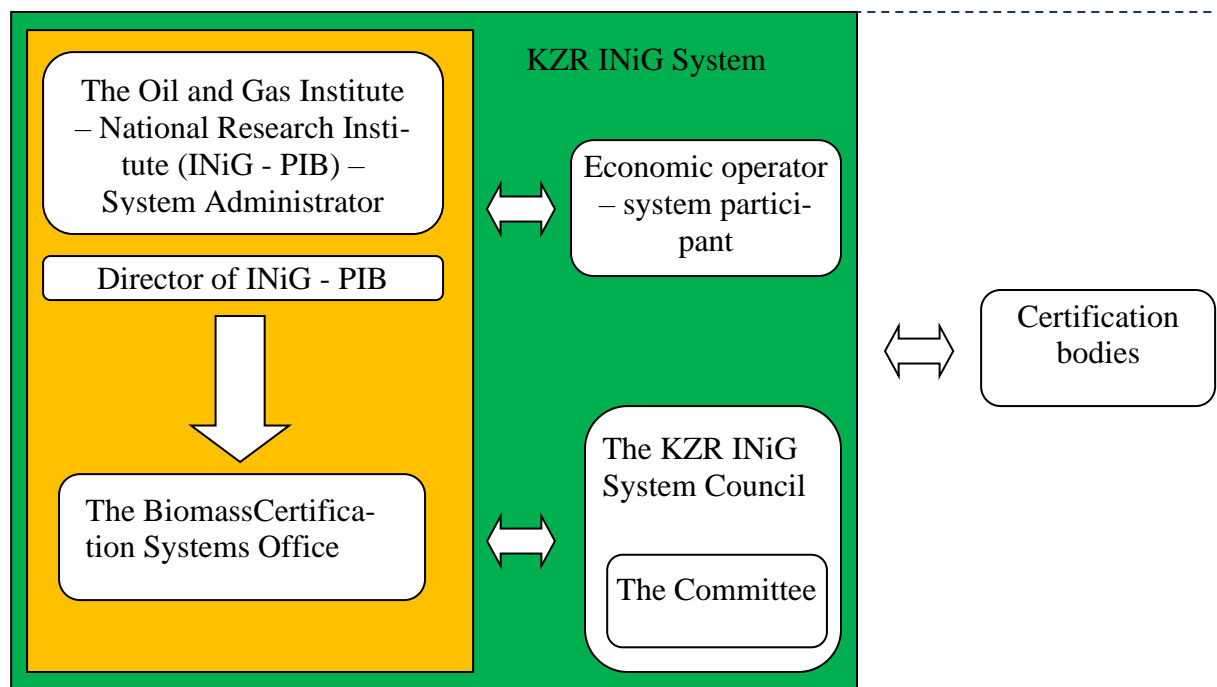 KZR INiG System
The Oil and Gas Institute
– National Research Insti-
tute (INiG - PIB) –
System Administrator
Director of INiG - PIB
The BiomassCertifica-
tion Systems Office
Economic operator
– system partici-
pant
The KZR INiG
System Council
The Committee
Certification
bodies